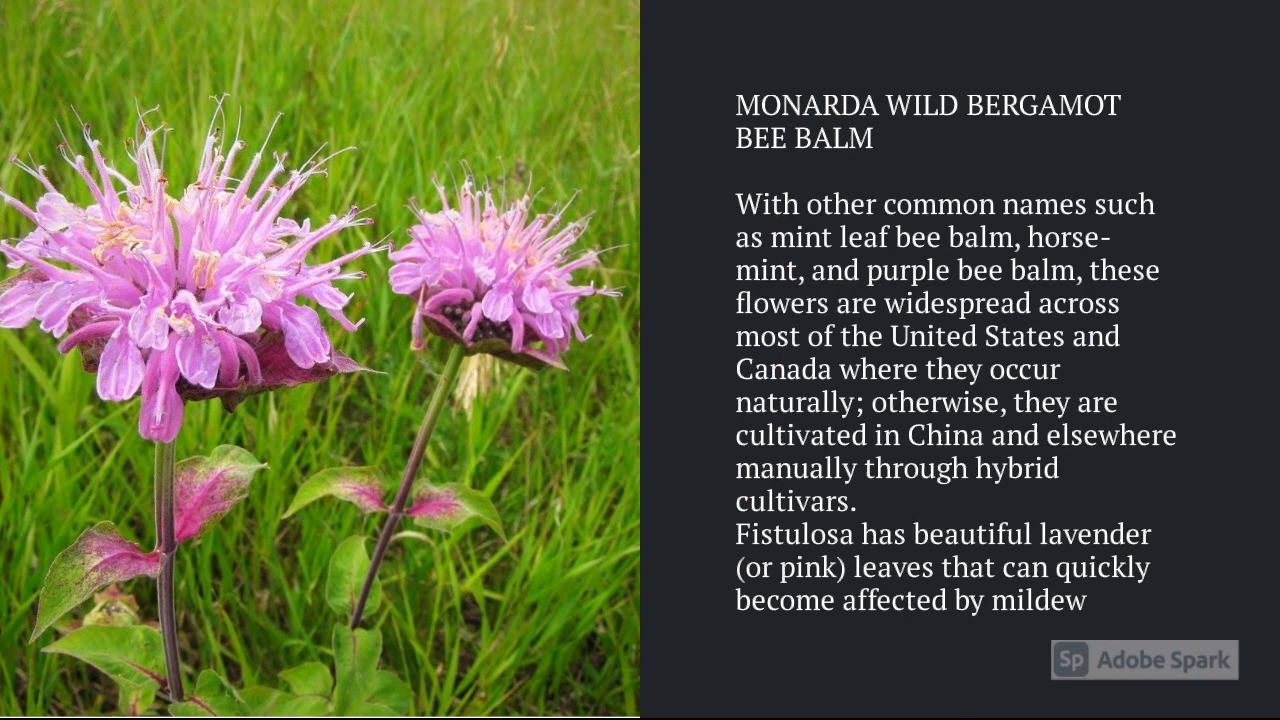 MONARDA WILD BERGAMOT
BEE BALM
With other common names such
as mint leaf bee balm, horse-
mint, and purple bee balm, these
flowers are widespread across
most of the United States and
Canada where they occur
naturally; otherwise, they are
cultivated in China and elsewhere
manually through hybrid
cultivars.
Fistulosa has beautiful lavender
(or pink) leaves that can quickly
become affected by mildew
Sp Adobe Spark